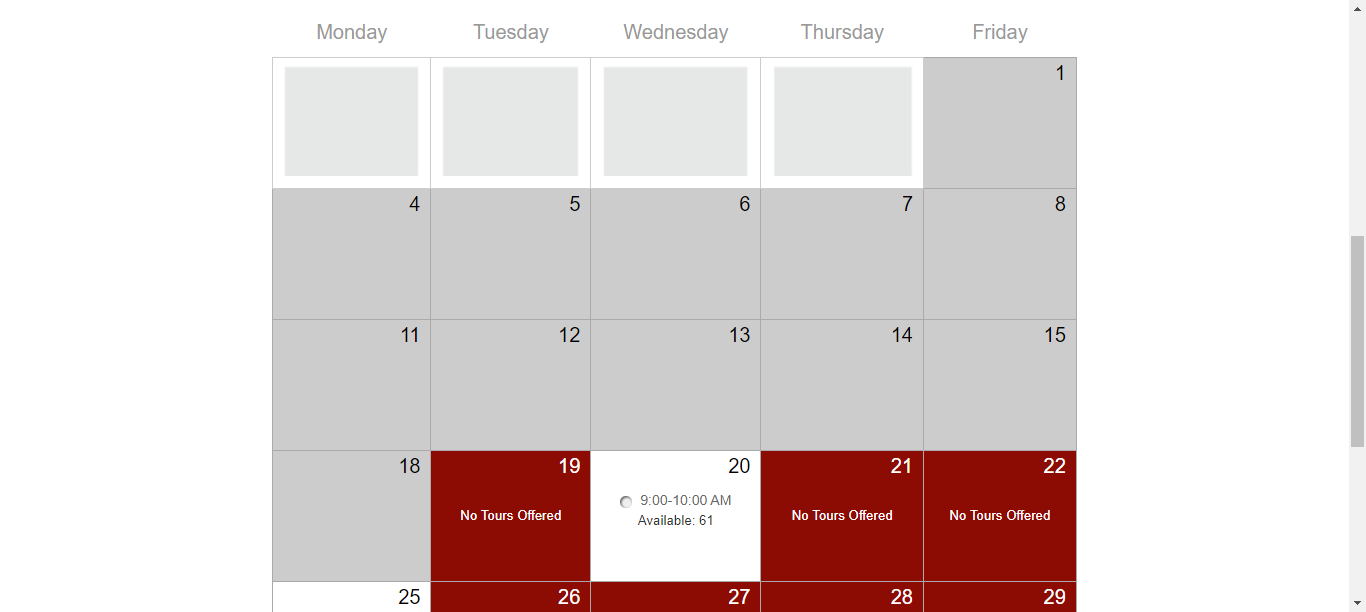 Monday Tuesday Wednesday Thursday Friday
1
4 5 6 7 8
11 12 13 14 15
18 19 20 21 22
9:00-10:00 AM
No Tours Offered Available: 61 No Tours Offered No Tours Offered
25 26 27 28 29